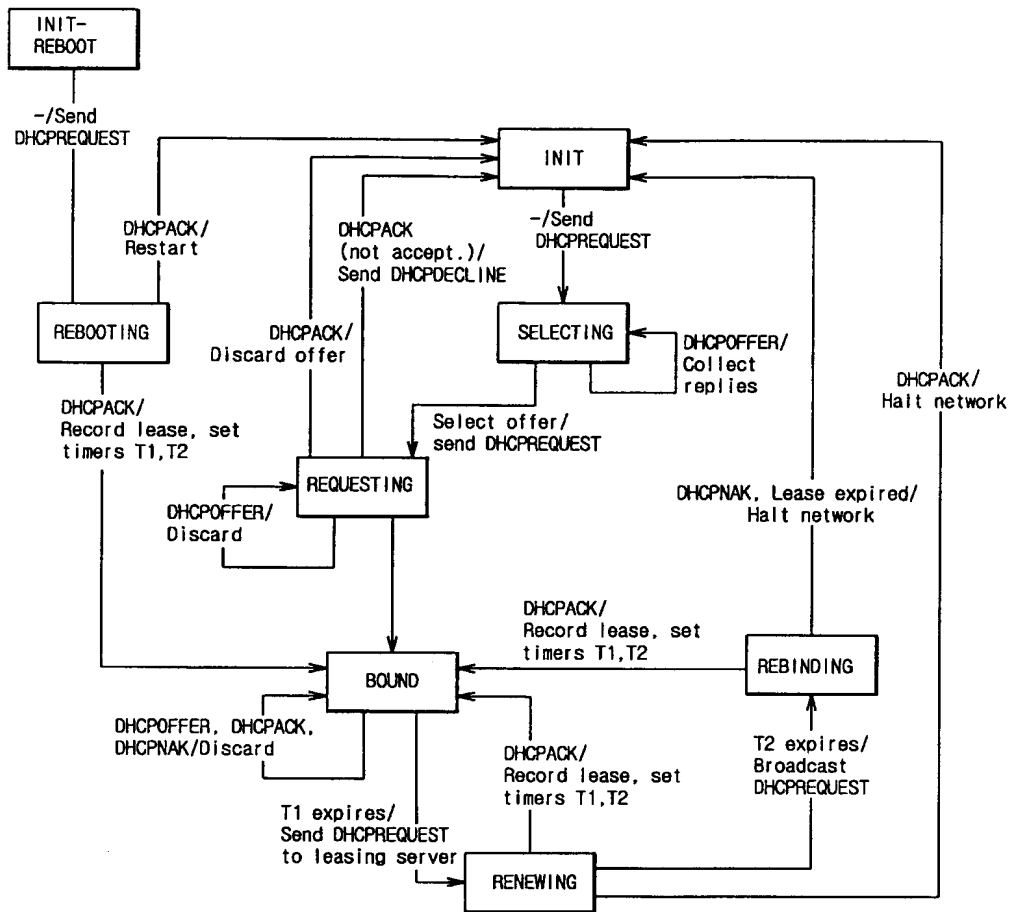 INIT-
REBOOT
-/Send
DHCPREQUEST
INIT
DHCPACK/
Restart
DHCPACK
(not accept.)/
Send DHCPDECLINE
-/Send
DHCPREQUEST
REBOOTING
DHCPACK/
Discard offer
SELECTING
DHCPOFFER/
Collect
replies
DHCPACK/
Halt network
DHCPACK/
Record lease, set
timers T1,T2
Select offer/
send DHCPREQUEST
REQUESTING
DHCPOFFER/
Discard
DHCPNAK, Lease expired/
Halt network
DHCPACK/
Record lease, set
timers T1,T2
REBINDING
BOUND
DHCPOFFER, DHCPACK,
DHCPNAK/Discard
DHCPACK/
Record lease, set
timers T1,T2
T2 expires/
Broadcast
DHCPREQUEST
T1 expires/
Send DHCPREQUEST
to leasing server
RENEWING